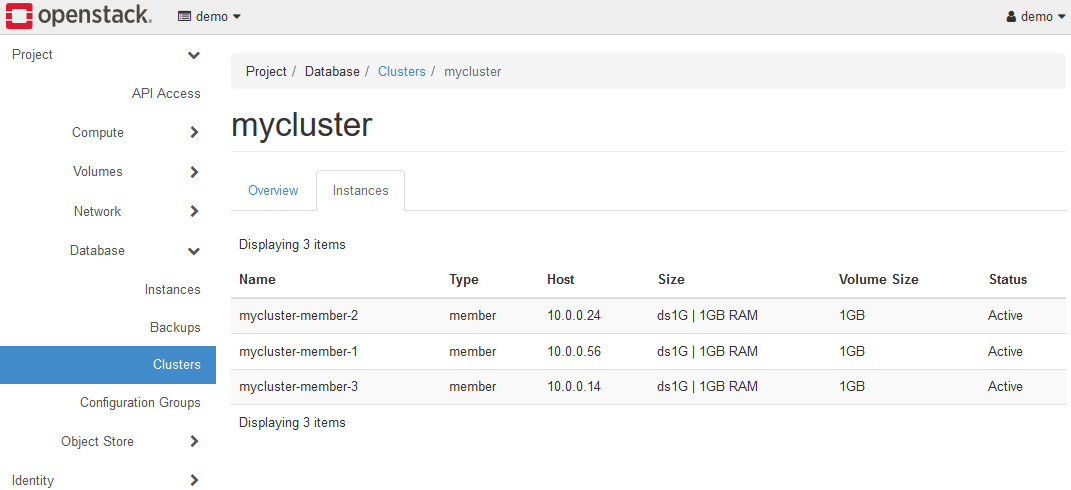 openstack. demo demo
Project
API Access
Compute
Volumes
Network
Database
Instances
Backups
Clusters
Configuration Groups
Object Store
Identity
Project / Database / Clusters / mycluster
mycluster
Overview Instances
Displaying 3 items
Name Type Host Size Volume Size Status
mycluster-member-2 member 10.0.0.24 ds1G | 1GB RAM 1GB Active
mycluster-member-1 member 10.0.0.56 ds1G | 1GB RAM 1GB Active
mycluster-member-3 member 10.0.0.14 ds1G | 1GB RAM 1GB Active
Displaying 3 items